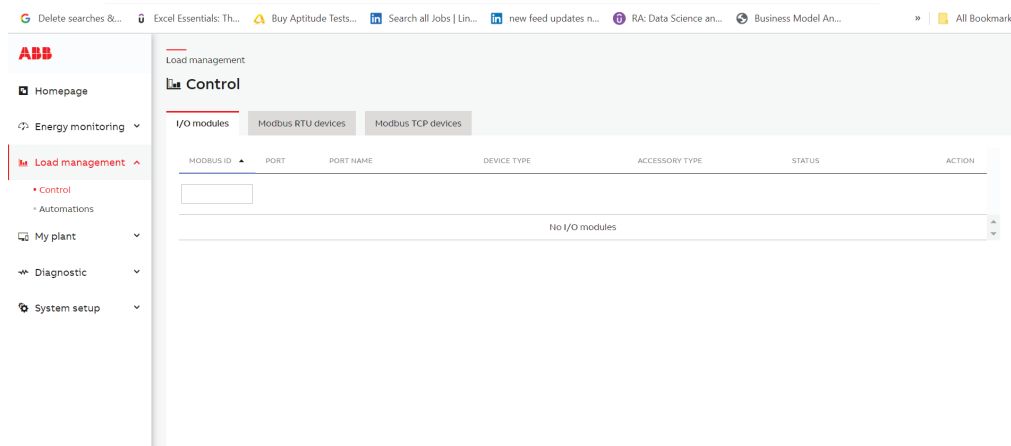 Delete searches &... Excel Essentials: Th... Buy Aptitude Tests... Search all Jobs | Lin... new feed updates n... RA: Data Science an... Business Model An... » All Bookmark
ABB
Homepage
Energy monitoring
Load management
Control
Automations
My plant
Diagnostic
System setup
Load management
Control
I/O modules Modbus RTU devices Modbus TCP devices
MODBUS ID PORT PORT NAME DEVICE TYPE ACCESSORY TYPE STATUS ACTION
No I/O modules